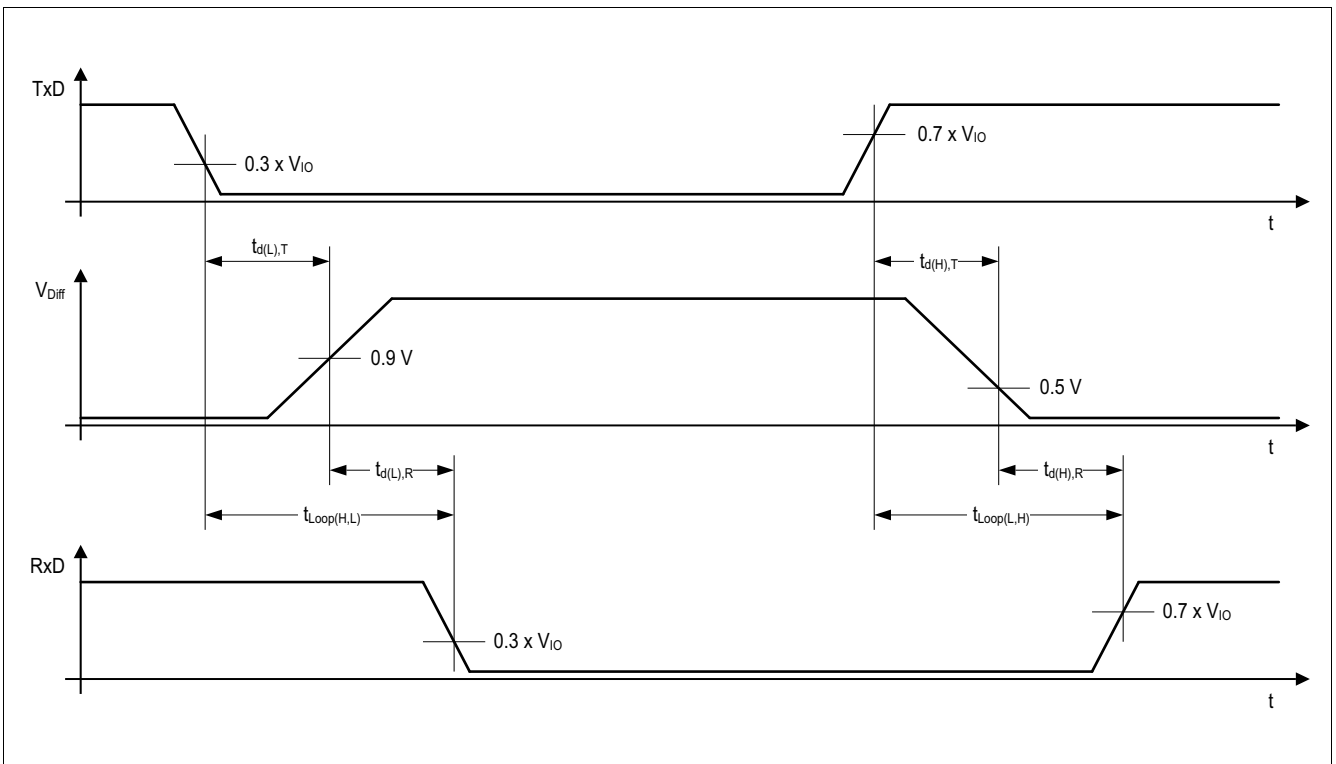 TxD
0.7 x VIO
0.3 x VIO
t
td(L),T
td(H),T
VDiff
0.9 V
0.5 V
t
td(L),R
td(H),R
tLoop(H,L)
tLoop(L,H)
RxD
0.7 x VIO
0.3 x VIO
t